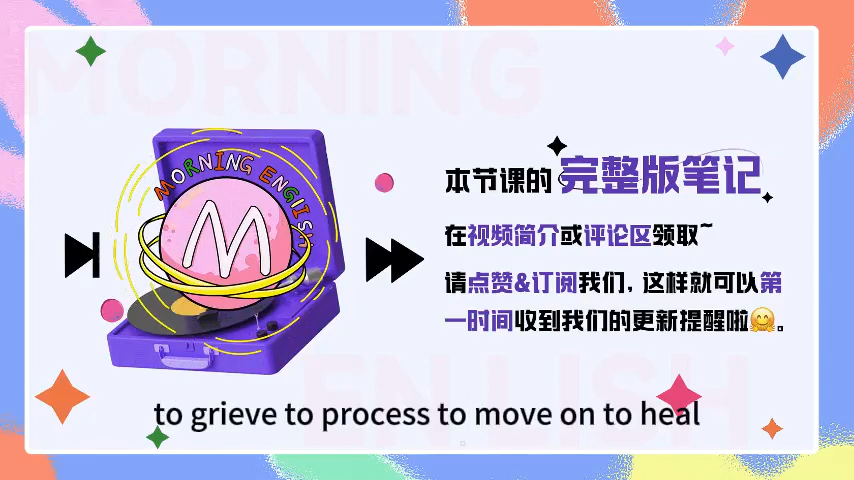 MORNING
MORNING ENGlISH
M
本节课的 完整版笔记
在视频简介或评论区领取~
请点赞&订阅我们，这样就可以第
一时间收到我们的更新提醒啦🤗。
EN LISH
to grieve to process to move on to heal